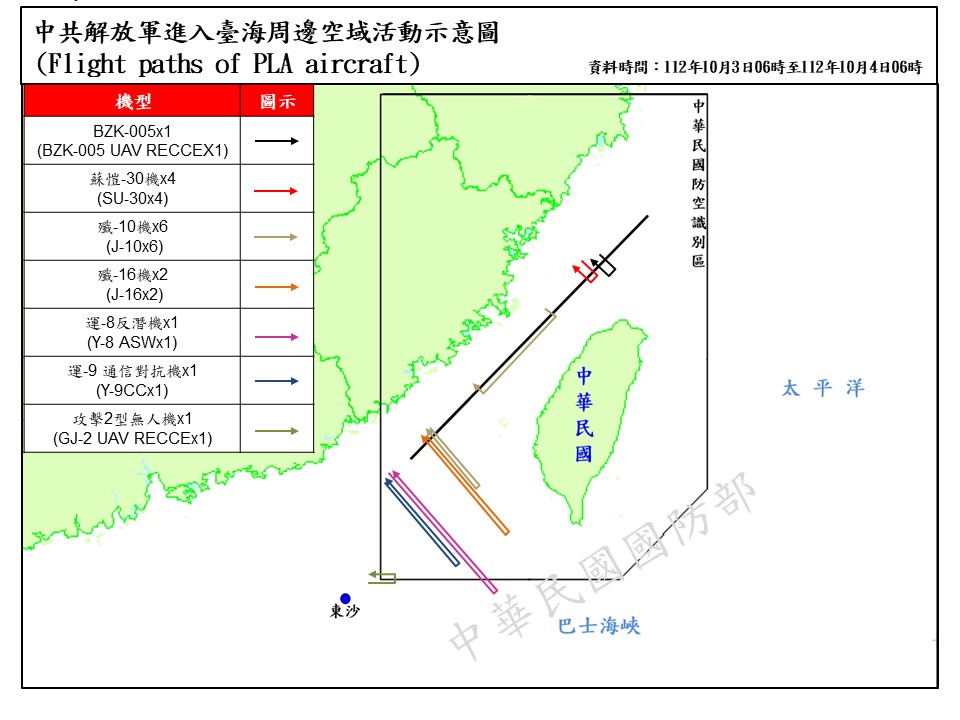 中共解放軍進入臺海周邊空域活動示意圖
(Flight paths of PLA aircraft)
資料時間：112年10月3日06時至112年10月4日06時
機型 圖示
BZK-005x1
(BZK-005 UAV RECCEX1)
蘇愷-30機x4
(SU-30x4)
殲-10機x6
(J-10x6)
殲-16機x2
(J-16x2)
運-8反潛機x1
(Y-8 ASWx1)
運-9 通信對抗機x1
(Y-9CCx1)
攻擊2型無人機x1
(GJ-2 UAV RECCEx1)
中華民國防空識別區
中華民國
太平洋
東沙
巴士海峽
中華民國國防部